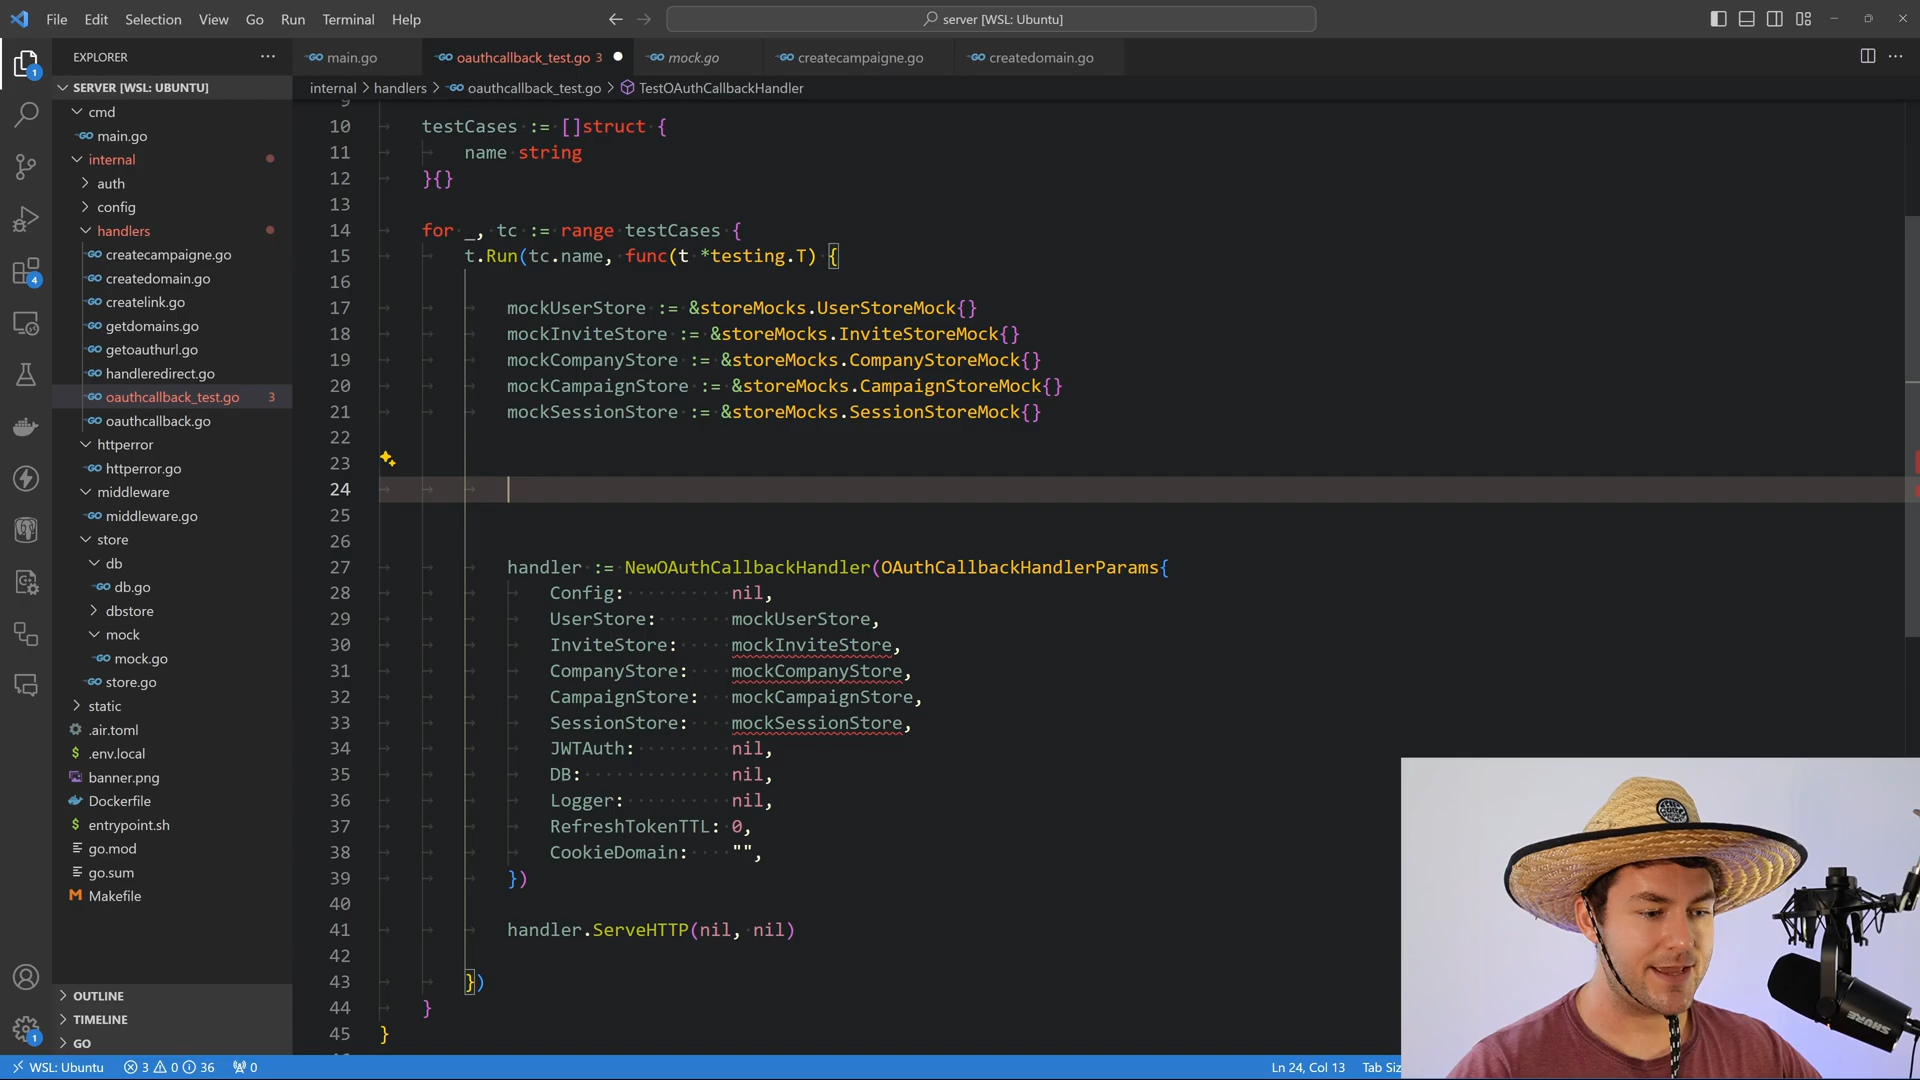 File Edit Selection View Go Run Terminal Help
server [WSL: Ubuntu]
EXPLORER
main.go
oauthcallback_test.go 3
mock.go
createcampaigne.go
createdomain.go
SERVER [WSL: UBUNTU]
internal > handlers > oauthcallback_test.go > TestOAuthCallbackHandler
cmd
main.go
internal
auth
config
handlers
createcampaigne.go
createdomain.go
createlink.go
getdomains.go
getoauthurl.go
handleredirect.go
oauthcallback_test.go 3
oauthcallback.go
httperror
httperror.go
middleware
middleware.go
store
db
db.go
dbstore
mock
mock.go
store.go
static
.air.toml
$ .env.local
banner.png
Dockerfile
$ entrypoint.sh
go.mod
go.sum
M Makefile
OUTLINE
TIMELINE
GO
1
4
1
9
10 testCases := []struct {
11 name string
12 }{}
13
14 for _, tc := range testCases {
15 t.Run(tc.name, func(t *testing.T) {
16
17 mockUserStore := &storeMocks.UserStoreMock{}
18 mockInviteStore := &storeMocks.InviteStoreMock{}
19 mockCompanyStore := &storeMocks.CompanyStoreMock{}
20 mockCampaignStore := &storeMocks.CampaignStoreMock{}
21 mockSessionStore := &storeMocks.SessionStoreMock{}
22
23
24
25
26
27 handler := NewOAuthCallbackHandler(OAuthCallbackHandlerParams{
28 Config: nil,
29 UserStore: mockUserStore,
30 InviteStore: mockInviteStore,
31 CompanyStore: mockCompanyStore,
32 CampaignStore: mockCampaignStore,
33 SessionStore: mockSessionStore,
34 JWTAuth: nil,
35 DB: nil,
36 Logger: nil,
37 RefreshTokenTTL: 0,
38 CookieDomain: "",
39 })
40
41 handler.ServeHTTP(nil, nil)
42
43 })
44 }
45 }
WSL: Ubuntu 3 0 36 0
Ln 24, Col 13 Tab Siz
SHURE